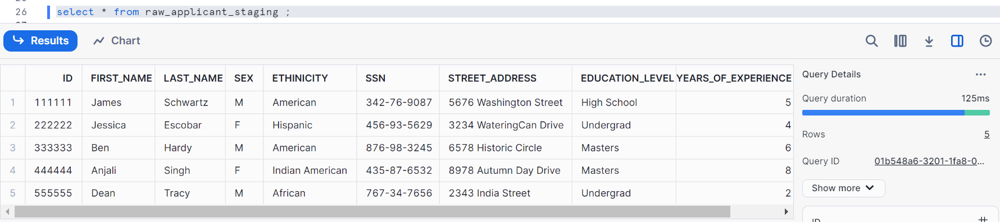 26 select * from raw_applicant_staging ;
Results Chart
ID FIRST_NAME LAST_NAME SEX ETHINICITY SSN STREET_ADDRESS EDUCATION_LEVEL YEARS_OF_EXPERIENCE
1 111111 James Schwartz M American 342-76-9087 5676 Washington Street High School 5
2 222222 Jessica Escobar F Hispanic 456-93-5629 3234 WateringCan Drive Undergrad 4
3 333333 Ben Hardy M American 876-98-3245 6578 Historic Circle Masters 6
4 444444 Anjali Singh F Indian American 435-87-6532 8978 Autumn Day Drive Masters 8
5 555555 Dean Tracy M African 767-34-7656 2343 India Street Undergrad 2
Query Details ...
Query duration 125ms
Rows 5
Query ID 01b548a6-3201-1fa8-0...
Show more
ID #